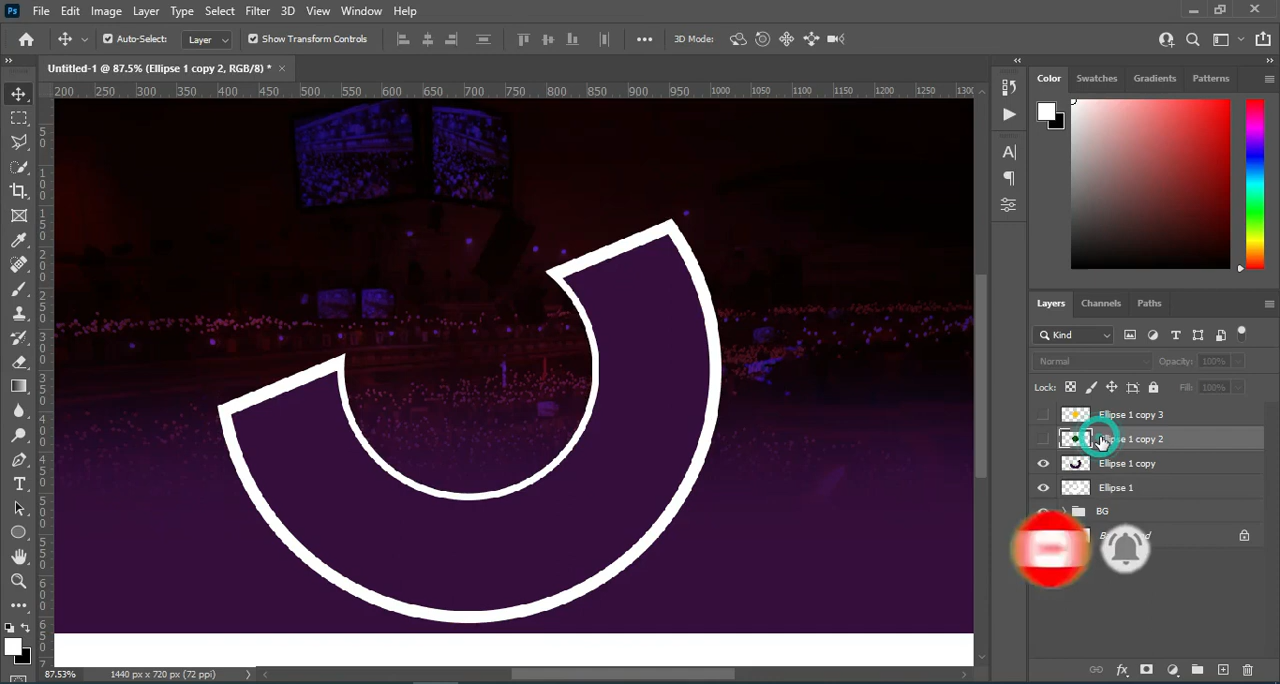 Ps File Edit Image Layer Type Select Filter 3D View Window Help
Auto-Select: Layer Show Transform Controls 3D Mode:
Untitled-1 @ 87.5% (Ellipse 1 copy 2, RGB/8) *
200 250 300 350 400 450 500 550 600 650 700 750 800 850 900 950 1000 1050 1100 1150 1200 1250 1300
Color Swatches Gradients Patterns
Layers Channels Paths
Kind
Normal Opacity: 100%
Lock: Fill: 100%
Ellipse 1 copy 3
Ellipse 1 copy 2
Ellipse 1 copy
Ellipse 1
BG
87.53% 1440 px x 720 px (72 ppi)